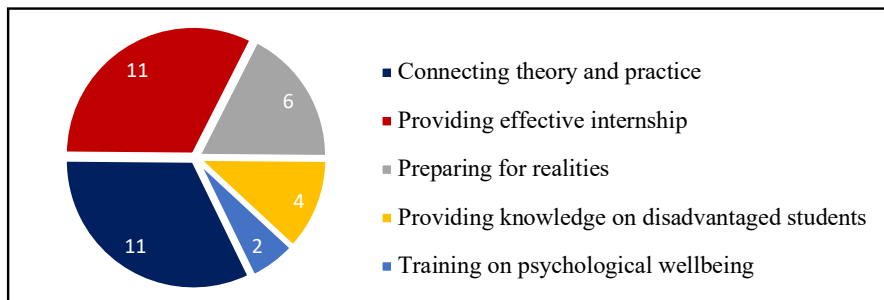 11
6
4
2
11
Connecting theory and practice
Providing effective internship
Preparing for realities
Providing knowledge on disadvantaged students
Training on psychological wellbeing